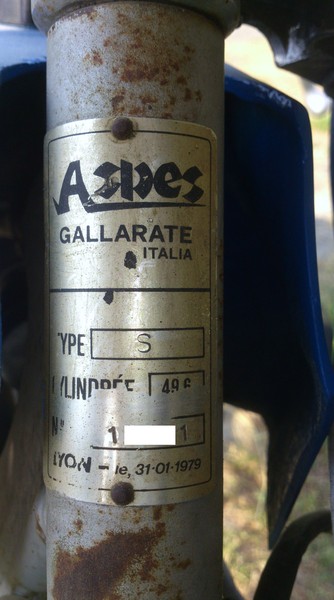 Aspes
GALLARATE
ITALIA
TYPE S
CYLINDRÉE 49,6
N° 1 1
LYON - le, 31-01-1979